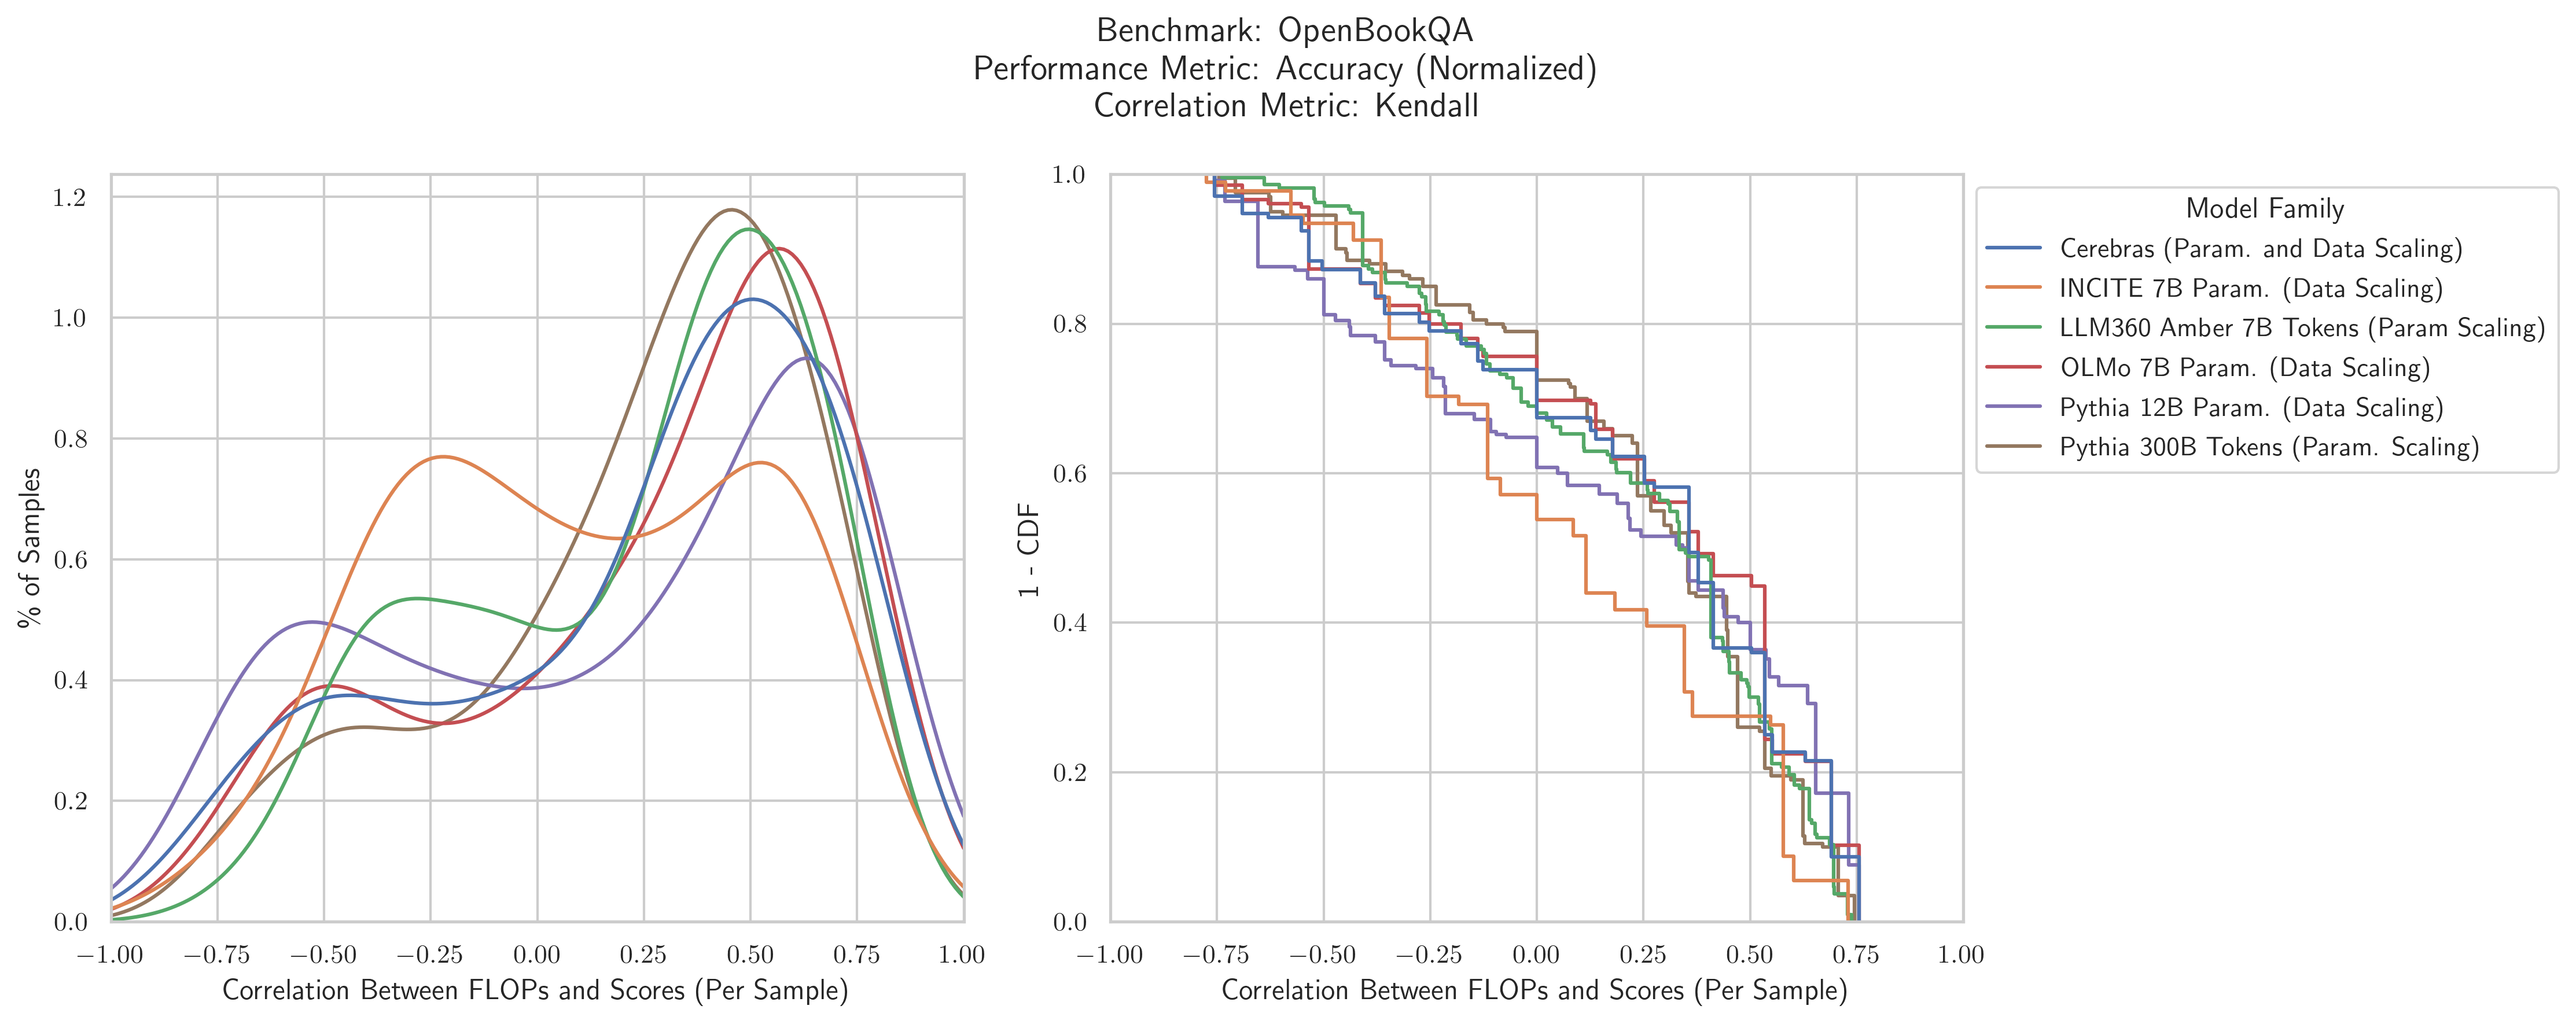 Benchmark: OpenBookQA
Performance Metric: Accuracy (Normalized)
Correlation Metric: Kendall
% of Samples
1.2
1.0
0.8
0.6
0.4
0.2
0.0
−1.00 −0.75 −0.50 −0.25 0.00 0.25 0.50 0.75 1.00
Correlation Between FLOPs and Scores (Per Sample)
1 - CDF
1.0
0.8
0.6
0.4
0.2
0.0
−1.00 −0.75 −0.50 −0.25 0.00 0.25 0.50 0.75 1.00
Correlation Between FLOPs and Scores (Per Sample)
Model Family
Cerebras (Param. and Data Scaling)
INCITE 7B Param. (Data Scaling)
LLM360 Amber 7B Tokens (Param Scaling)
OLMo 7B Param. (Data Scaling)
Pythia 12B Param. (Data Scaling)
Pythia 300B Tokens (Param. Scaling)